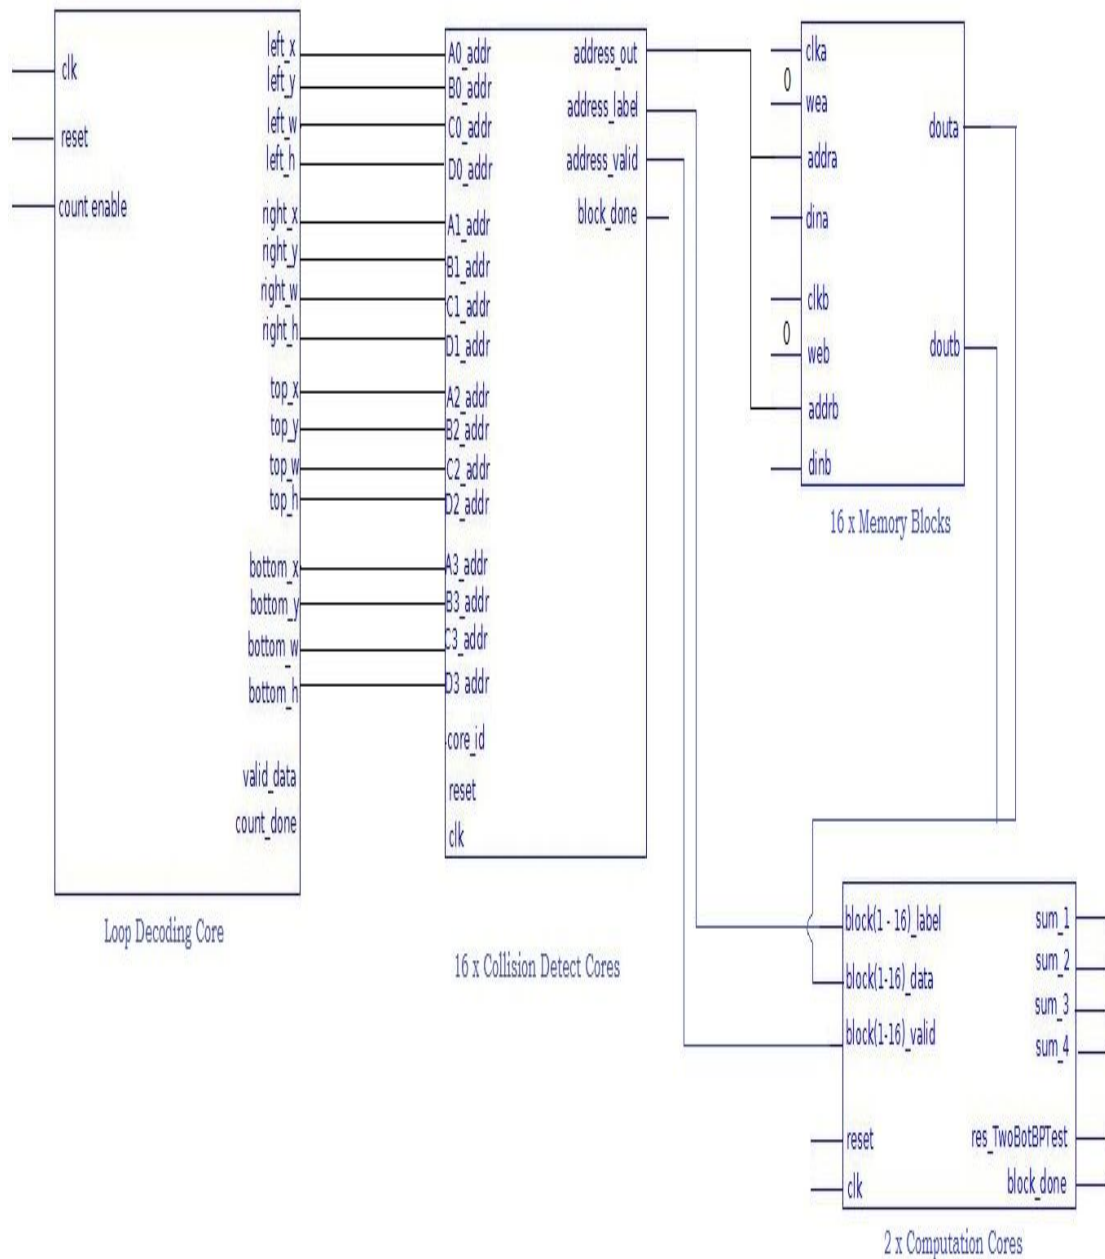 clk
reset
count enable
left_x
left_y
left_w
left_h
right_x
right_y
right_w
right_h
top_x
top_y
top_w
top_h
bottom_x
bottom_y
bottom_w
bottom_h
valid_data
count_done
Loop Decoding Core
A0_addr
B0_addr
C0_addr
D0_addr
A1_addr
B1_addr
C1_addr
D1_addr
A2_addr
B2_addr
C2_addr
D2_addr
A3_addr
B3_addr
C3_addr
D3_addr
core_id
reset
clk
address_out
address_label
address_valid
block_done
16 x Collision Detect Cores
clka
0
wea
addra
dina
clkb
0
web
addrb
dinb
douta
doutb
16 x Memory Blocks
block(1 - 16)_label
block(1-16)_data
block(1-16)_valid
reset
clk
sum_1
sum_2
sum_3
sum_4
res_TwoBotBPTest
block_done
2 x Computation Cores